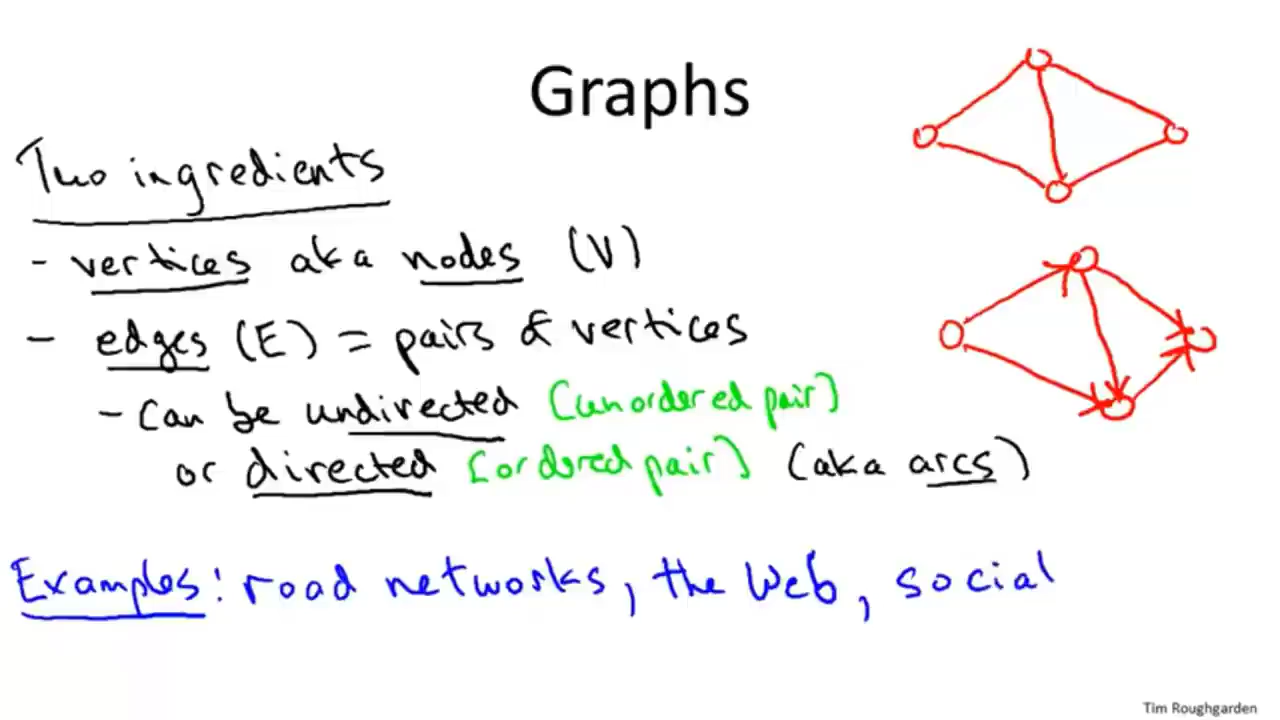 Graphs
Two ingredients
- vertices aka nodes (V)
- edges (E) = pairs of vertices
- can be undirected (unordered pair)
or directed [ordered pair] (aka arcs)
Examples: road networks, the Web, social
Tim Roughgarden